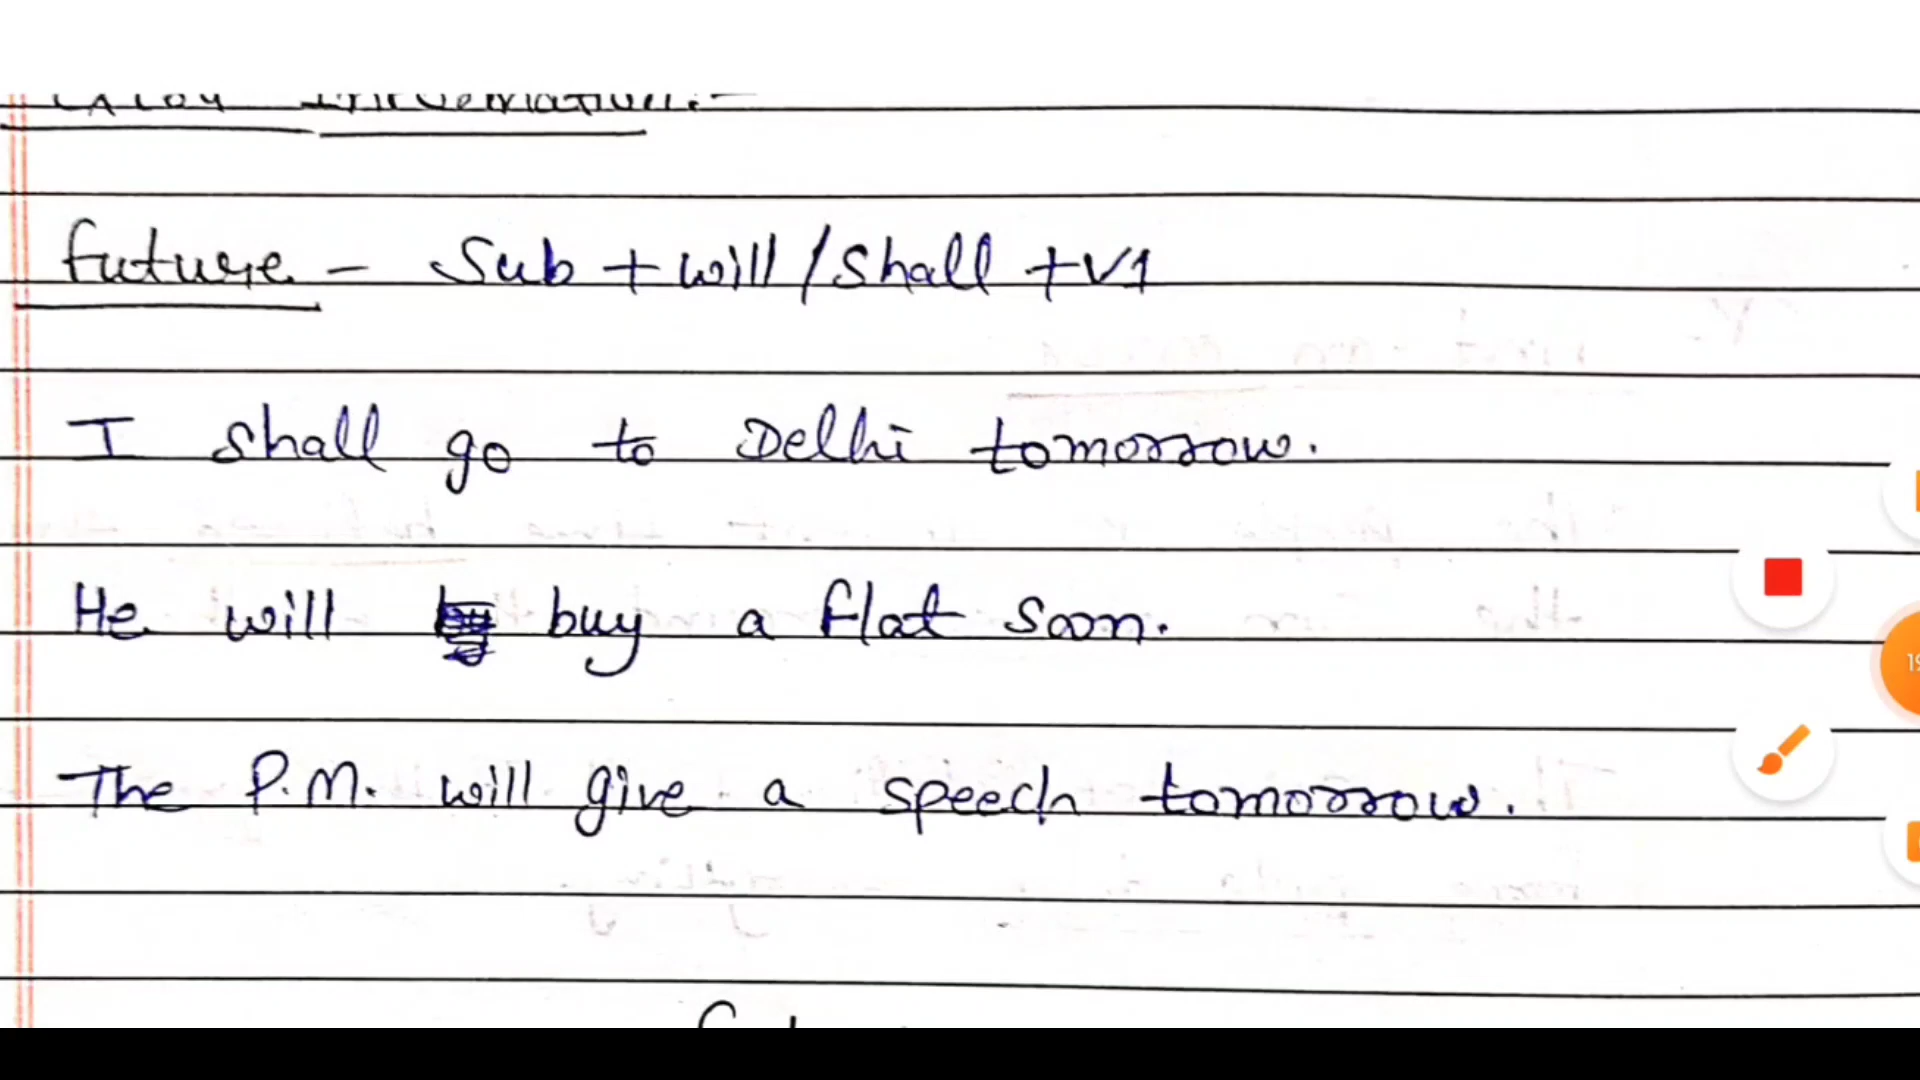 Information:-
future - Sub + will / Shall + V1
I shall go to Delhi tomorrow.
He will buy a flat soon.
The P.M. will give a speech tomorrow.